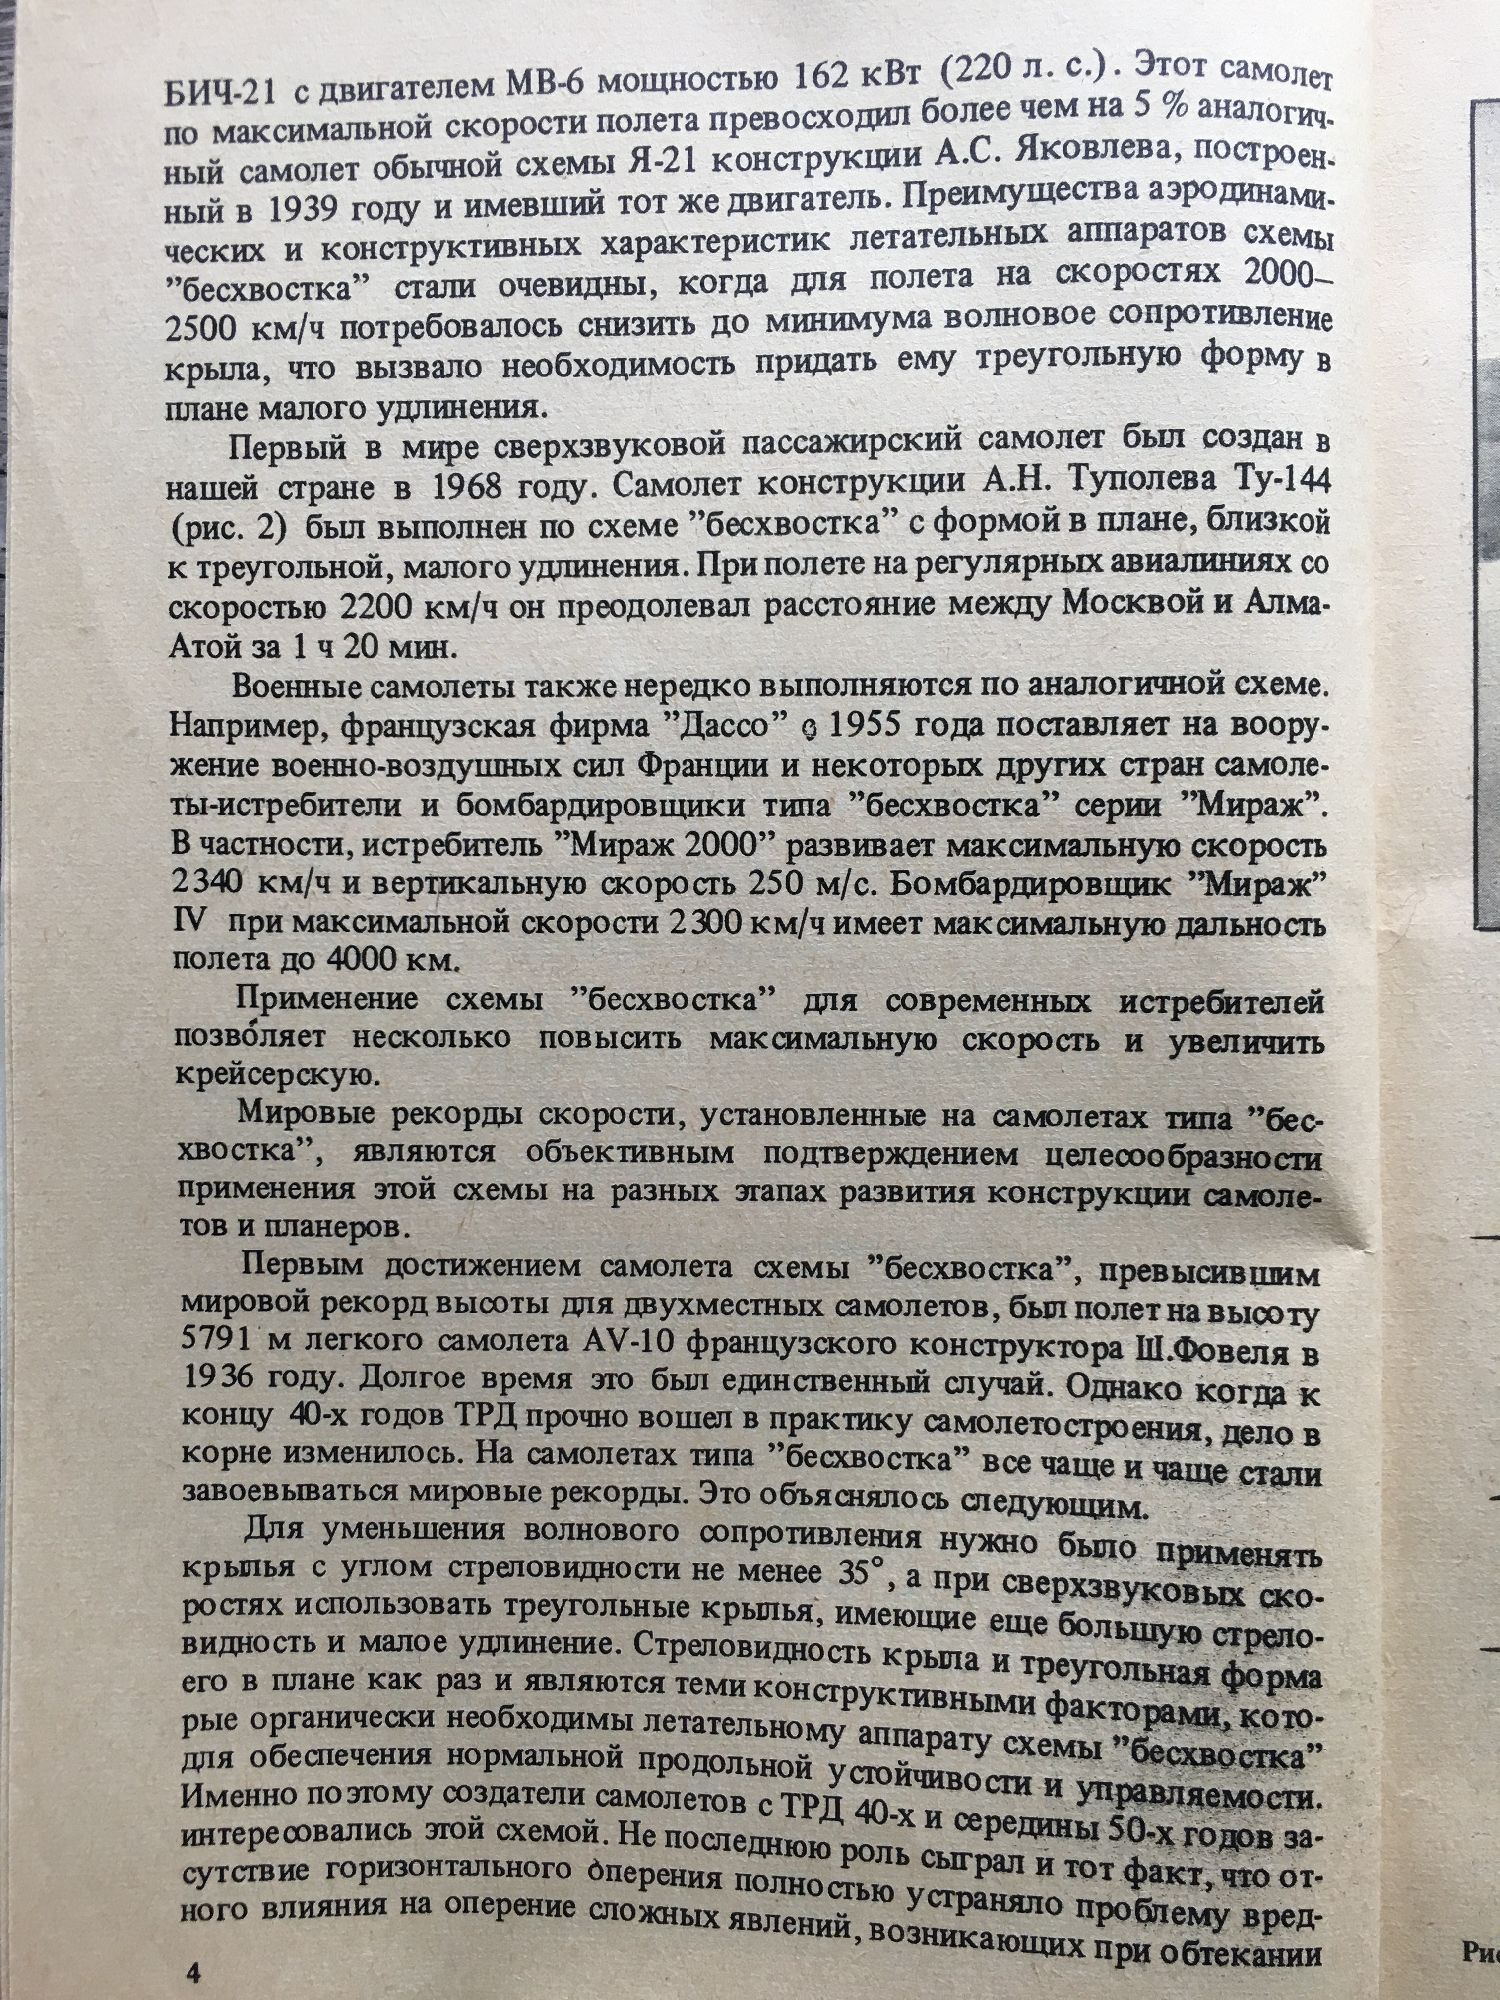 БИЧ-21 с двигателем МВ-6 мощностью 162 кВт (220 л. с.). Этот самолет
по максимальной скорости полета превосходил более чем на 5 % аналогич-
ный самолет обычной схемы Я-21 конструкции А.С. Яковлева, построен-
ный в 1939 году и имевший тот же двигатель. Преимущества аэродинами-
ческих и конструктивных характеристик летательных аппаратов схемы
”бесхвостка” стали очевидны, когда для полета на скоростях 2000–
2500 км/ч потребовалось снизить до минимума волновое сопротивление
крыла, что вызвало необходимость придать ему треугольную форму в
плане малого удлинения.
Первый в мире сверхзвуковой пассажирский самолет был создан в
нашей стране в 1968 году. Самолет конструкции А.Н. Туполева Ту-144
(рис. 2) был выполнен по схеме ”бесхвостка” с формой в плане, близкой
к треугольной, малого удлинения. При полете на регулярных авиалиниях со
скоростью 2200 км/ч он преодолевал расстояние между Москвой и Алма-
Атой за 1 ч 20 мин.
Военные самолеты также нередко выполняются по аналогичной схеме.
Например, французская фирма ”Дассо” с 1955 года поставляет на воору-
жение военно-воздушных сил Франции и некоторых других стран самоле-
ты-истребители и бомбардировщики типа ”бесхвостка” серии ”Мираж”.
В частности, истребитель ”Мираж 2000” развивает максимальную скорость
2340 км/ч и вертикальную скорость 250 м/с. Бомбардировщик ”Мираж”
IV при максимальной скорости 2300 км/ч имеет максимальную дальность
полета до 4000 км.
Применение схемы ”бесхвостка” для современных истребителей
позволяет несколько повысить максимальную скорость и увеличить
крейсерскую.
Мировые рекорды скорости, установленные на самолетах типа ”бес-
хвостка”, являются объективным подтверждением целесообразности
применения этой схемы на разных этапах развития конструкции самоле-
тов и планеров.
Первым достижением самолета схемы ”бесхвостка”, превысившим
мировой рекорд высоты для двухместных самолетов, был полет на высоту
5791 м легкого самолета AV-10 французского конструктора Ш.Фовеля в
1936 году. Долгое время это был единственный случай. Однако когда к
концу 40-х годов ТРД прочно вошел в практику самолетостроения, дело в
корне изменилось. На самолетах типа ”бесхвостка” все чаще и чаще стали
завоевываться мировые рекорды. Это объяснялось следующим.
Для уменьшения волнового сопротивления нужно было применять
крылья с углом стреловидности не менее 35°, а при сверхзвуковых ско-
ростях использовать треугольные крылья, имеющие еще большую стрело-
видность и малое удлинение. Стреловидность крыла и треугольная форма
его в плане как раз и являются теми конструктивными факторами, кото-
рые органически необходимы летательному аппарату схемы ”бесхвостка”
для обеспечения нормальной продольной устойчивости и управляемости.
Именно поэтому создатели самолетов с ТРД 40-х и середины 50-х годов за-
интересовались этой схемой. Не последнюю роль сыграл и тот факт, что от-
сутствие горизонтального оперения полностью устраняло проблему вред-
ного влияния на оперение сложных явлений, возникающих при обтекании
4
Рис